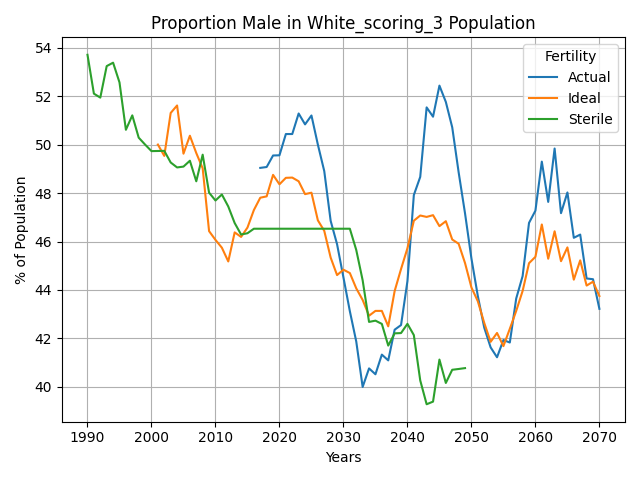 Proportion Male in White_scoring_3 Population
Fertility
Actual
Ideal
Sterile
% of Population
54
52
50
48
46
44
42
40
1990
2000
2010
2020
2030
2040
2050
2060
2070
Years